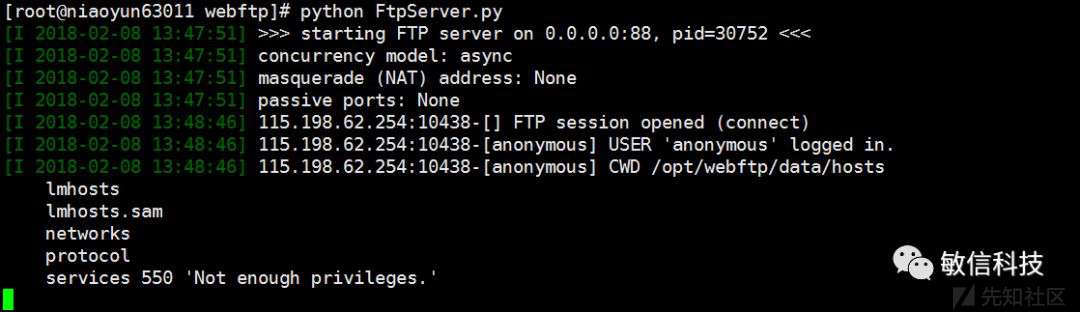 [root@niaoyun63011 webftp]# python FtpServer.py
[I 2018-02-08 13:47:51] >>> starting FTP server on 0.0.0.0:88, pid=30752 <<<
[I 2018-02-08 13:47:51] concurrency model: async
[I 2018-02-08 13:47:51] masquerade (NAT) address: None
[I 2018-02-08 13:47:51] passive ports: None
[I 2018-02-08 13:48:46] 115.198.62.254:10438-[] FTP session opened (connect)
[I 2018-02-08 13:48:46] 115.198.62.254:10438-[anonymous] USER 'anonymous' logged in.
[I 2018-02-08 13:48:46] 115.198.62.254:10438-[anonymous] CWD /opt/webftp/data/hosts
lmhosts
lmhosts.sam
networks
protocol
services 550 'Not enough privileges.'
敏信科技
先知社区